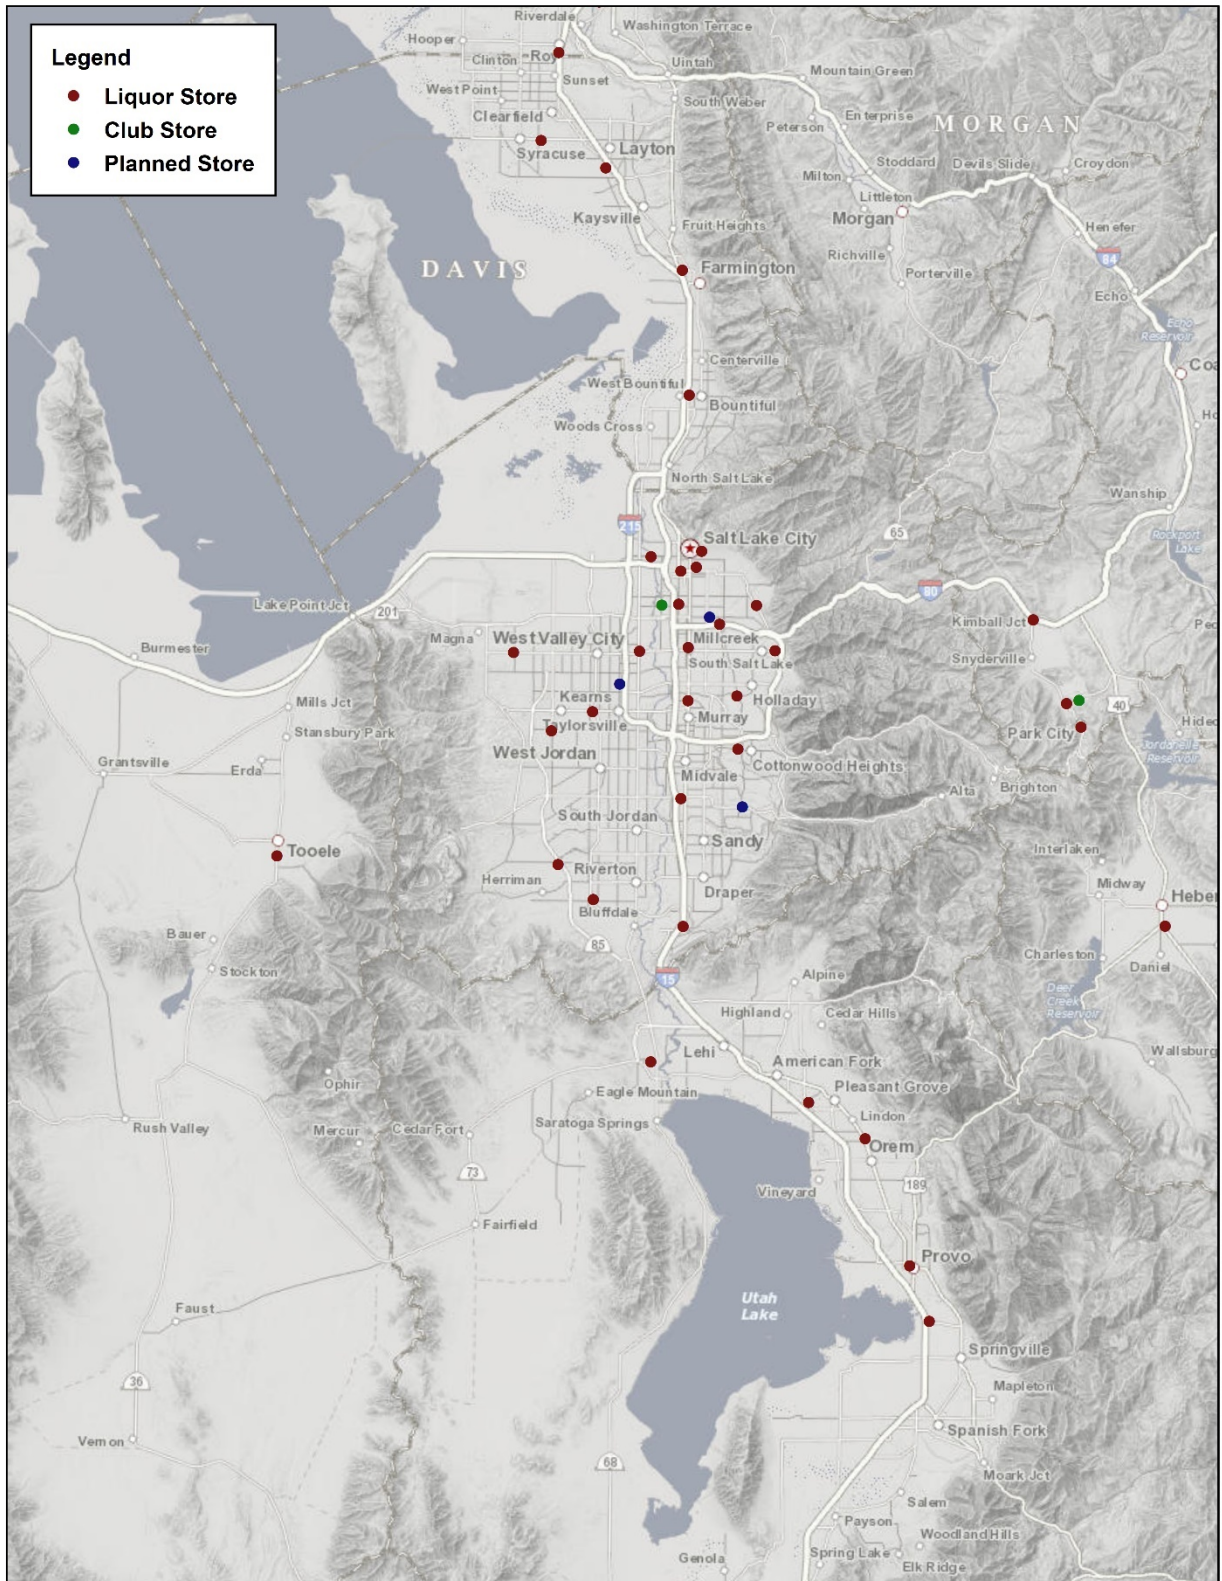 Legend
Liquor Store
Club Store
Planned Store
Riverdale
Washington Terrace
Hooper
Roy
Clinton
Uintah
Mountain Green
Sunset
West Point
South Weber
Clearfield
Enterprise
Peterson
MORGAN
Layton
Syracuse
Stoddard
Devils Slide
Croydon
Milton
Littleton
Morgan
Kaysville
Fruit Heights
Henefer
Richville
84
DAVIS
Farmington
Porterville
Echo
Echo
Reservoir
Centerville
Coa
West Bountiful
Bountiful
Woods Cross
North Salt Lake
Wanship
215
Salt Lake City
65
Rockport
Lake
80
Lake Point Jct
201
Kimball Jct
Magna
West Valley City
Millcreek
Burmester
South Salt Lake
Snyderville
Kearns
Holladay
Mills Jct
40
Taylorsville
Murray
Stansbury Park
Park City
Jordanelle
Reservoir
West Jordan
Grantsville
Erda
Midvale
Cottonwood Heights
Alta
Brighton
South Jordan
Sandy
Tooele
Interlaken
Riverton
Herriman
Draper
Midway
Heber
Bluffdale
Bauer
85
Charleston
Daniel
Stockton
15
Alpine
Deer
Creek
Reservoir
Highland
Cedar Hills
Lehi
Wallsburg
American Fork
Ophir
Eagle Mountain
Pleasant Grove
Rush Valley
Mercur
Cedar Fort
Saratoga Springs
Lindon
Orem
73
189
Vineyard
Fairfield
Provo
Utah
Lake
Faust
Springville
36
Mapleton
Spanish Fork
Vernon
68
Moark Jct
Salem
Payson
Woodland Hills
Genola
Spring Lake
Elk Ridge